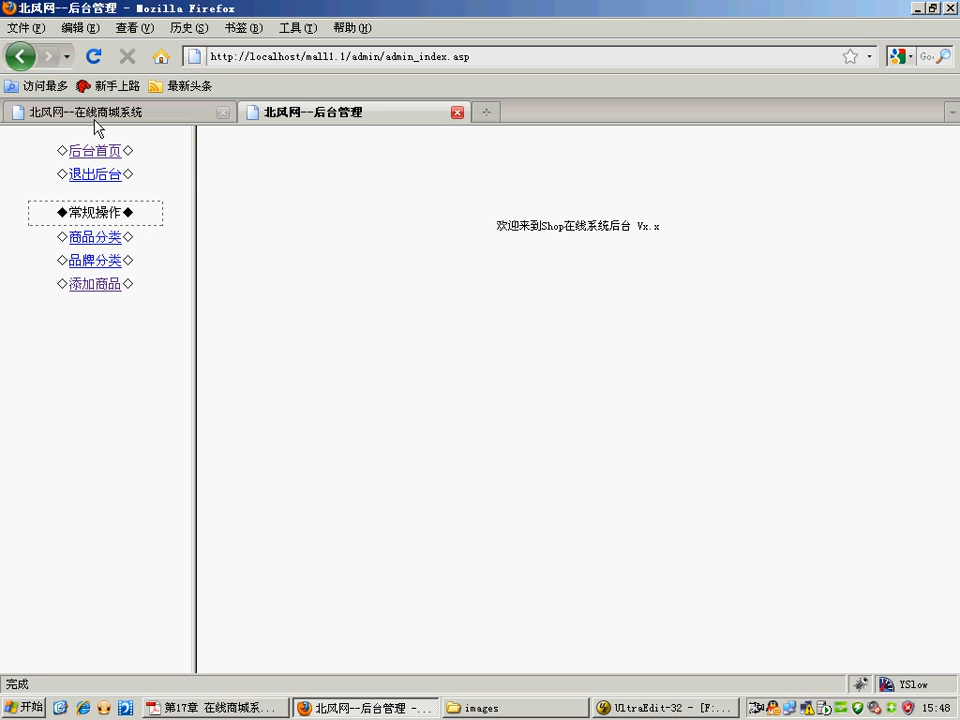 北风网--后台管理 - Mozilla Firefox
文件(F) 编辑(E) 查看(V) 历史(S) 书签(B) 工具(T) 帮助(H)
http://localhost/mall1.1/admin/admin_index.asp
访问最多 新手上路 最新头条
北风网--在线商城系统 北风网--后台管理
◇后台首页◇
◇退出后台◇
◆常规操作◆
欢迎来到Shop在线系统后台 Vx.x
◇商品分类◇
◇品牌分类◇
◇添加商品◇
完成 YSlow
开始 第17章 在线商城系... 北风网--后台管理 -... images UltraEdit-32 - [F:... 15:48